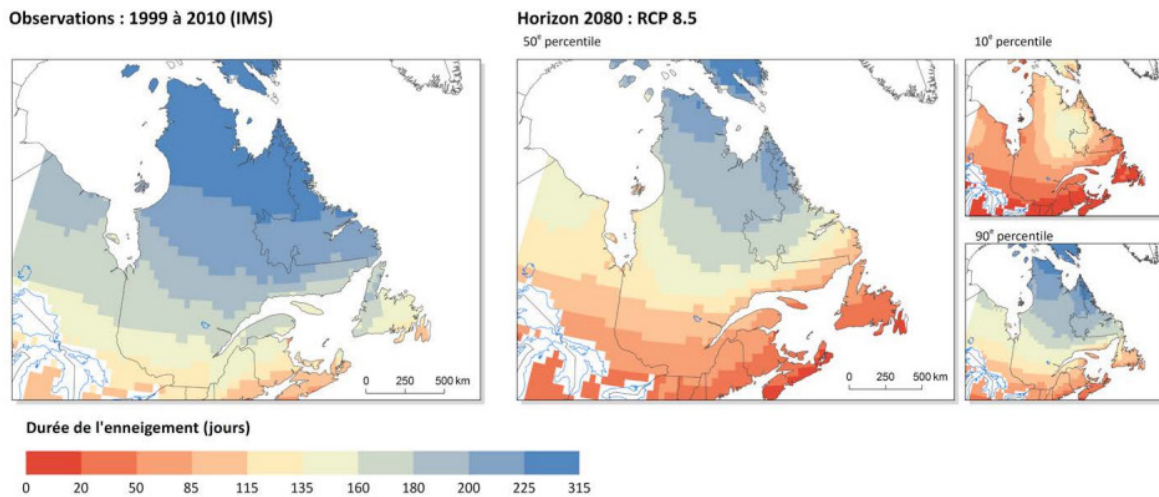 Observations : 1999 à 2010 (IMS)
Horizon 2080 : RCP 8.5
50e percentile
10e percentile
90e percentile
0 250 500 km
0 250 500 km
Durée de l'enneigement (jours)
0 20 50 85 115 135 160 180 200 225 315